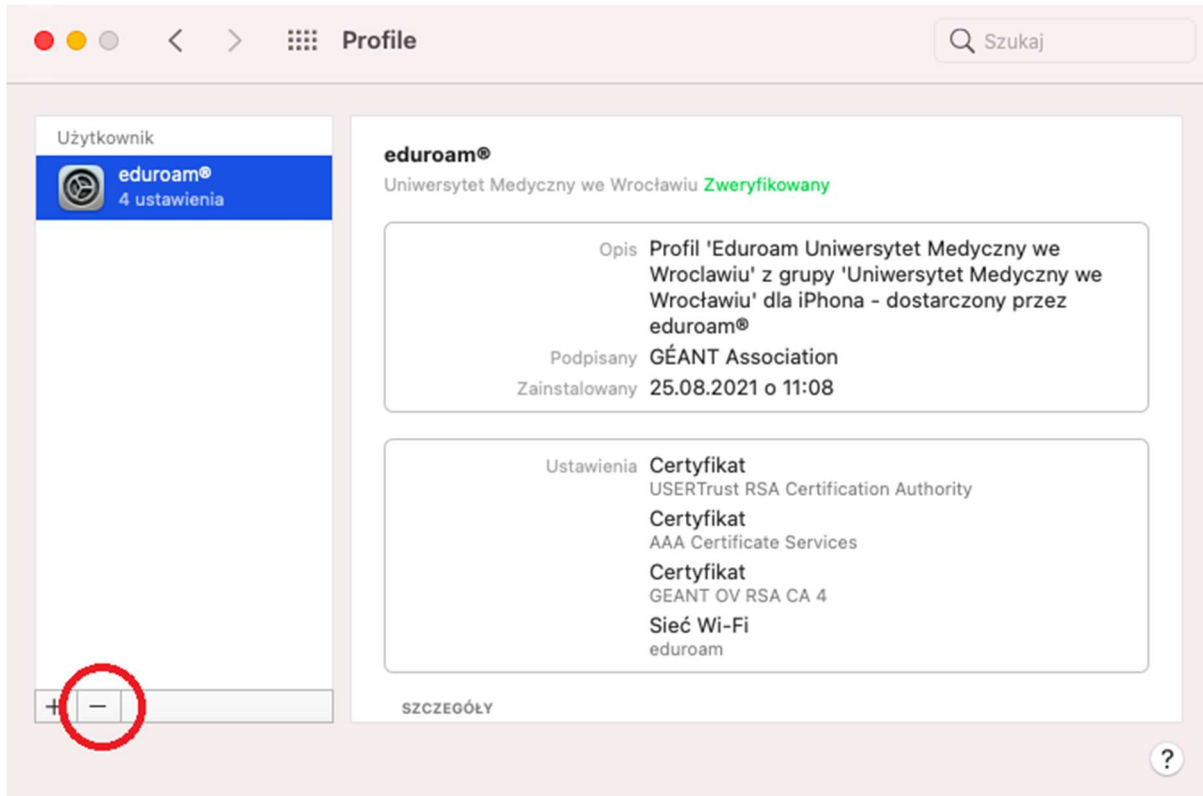 Profile
Szukaj
Użytkownik
eduroam®
4 ustawienia
eduroam®
Uniwersytet Medyczny we Wrocławiu Zweryfikowany
Opis Profil 'Eduroam Uniwersytet Medyczny we
Wroclawiu' z grupy 'Uniwersytet Medyczny we
Wrocławiu' dla iPhona - dostarczony przez
eduroam®
Podpisany GÉANT Association
Zainstalowany 25.08.2021 o 11:08
Ustawienia Certyfikat
USERTrust RSA Certification Authority
Certyfikat
AAA Certificate Services
Certyfikat
GEANT OV RSA CA 4
Sieć Wi-Fi
eduroam
SZCZEGÓŁY
+ −
?